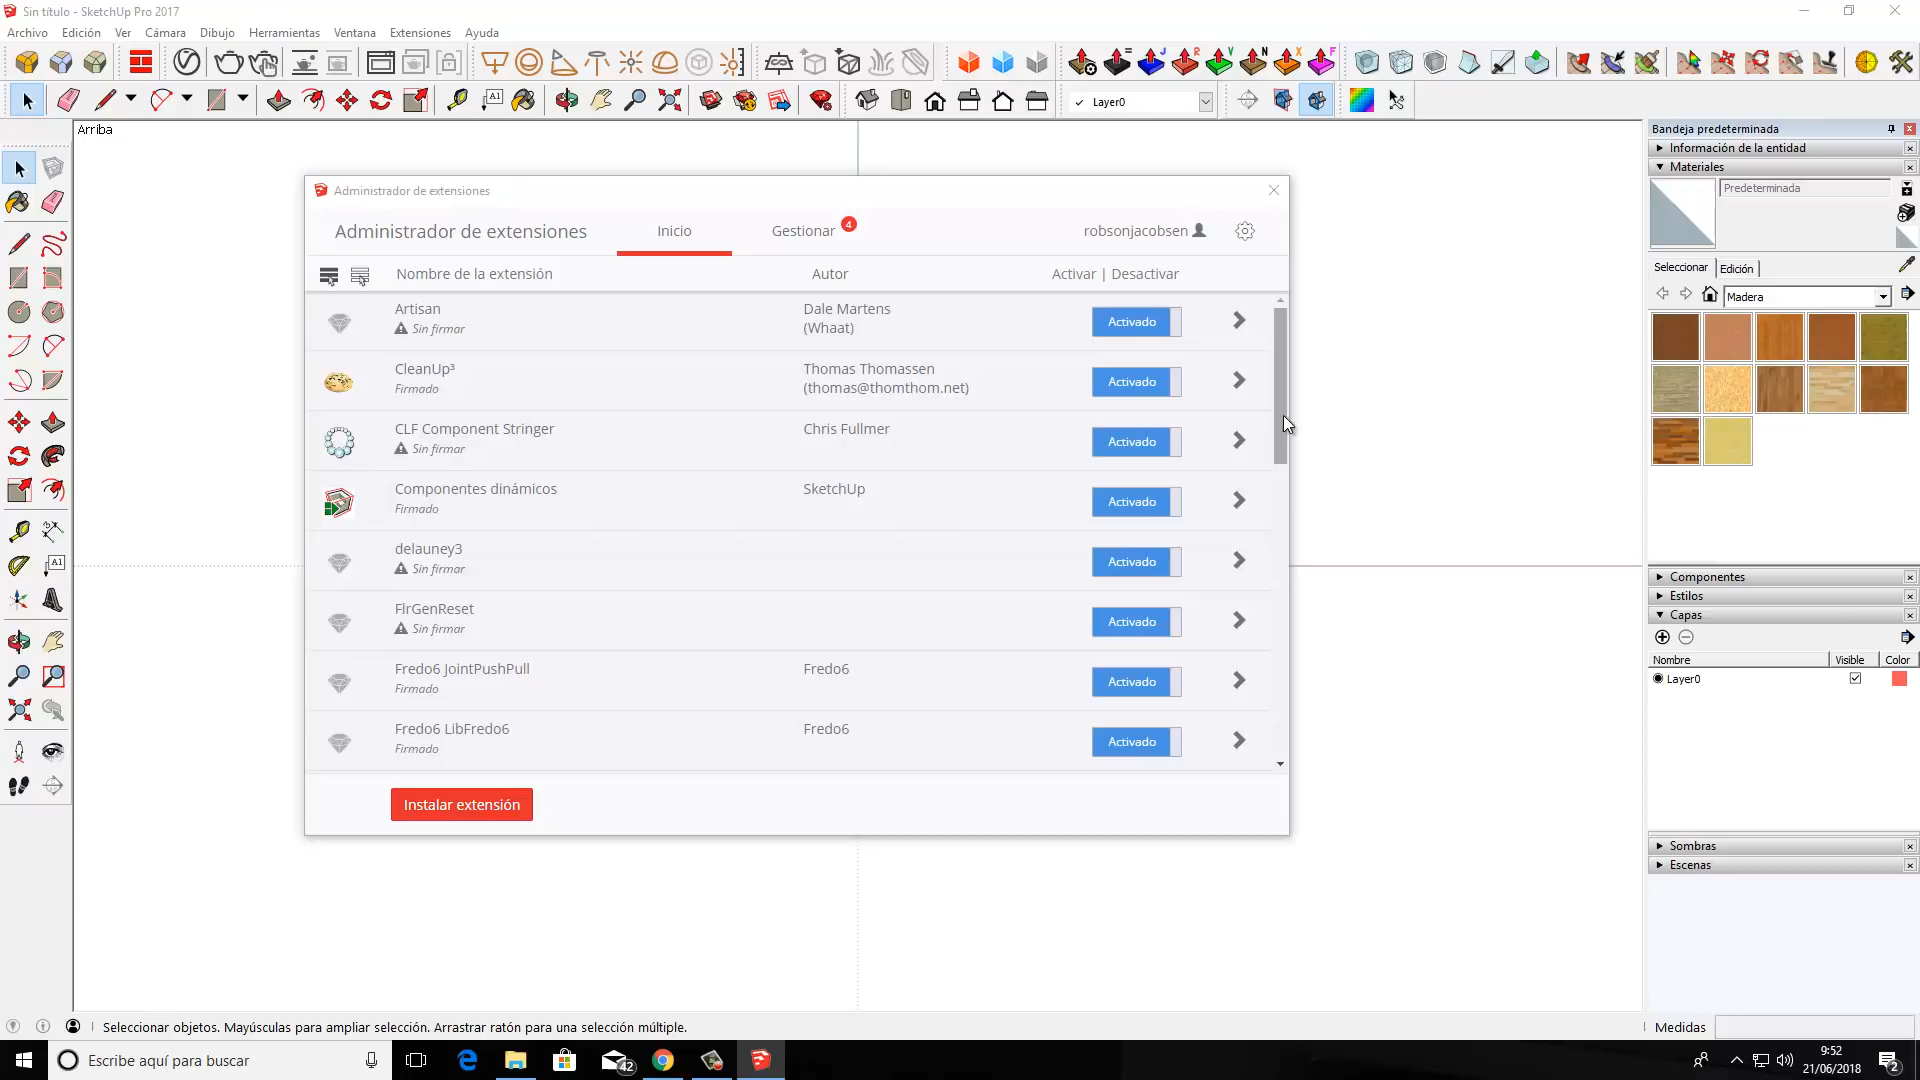 Sin título - SketchUp Pro 2017
Archivo Edición Ver Cámara Dibujo Herramientas Ventana Extensiones Ayuda
= J R V N X F
A1
Layer0
Arriba
Bandeja predeterminada
Información de la entidad
Materiales
Predeterminada
Seleccionar Edición
Madera
Administrador de extensiones
Administrador de extensiones Inicio Gestionar 4 robsonjacobsen
Nombre de la extensión Autor Activar | Desactivar
Artisan Dale Martens
Sin firmar (Whaat) Activado
CleanUp³ Thomas Thomassen
Firmado (thomas@thomthom.net) Activado
CLF Component Stringer Chris Fullmer
Sin firmar Activado
Componentes dinámicos SketchUp
Firmado Activado
delauney3
Sin firmar Activado
FlrGenReset
Sin firmar Activado
Fredo6 JointPushPull Fredo6
Firmado Activado
Fredo6 LibFredo6 Fredo6
Firmado Activado
Instalar extensión
A1
Componentes
Estilos
Capas
Nombre Visible Color
Layer0
Sombras
Escenas
Seleccionar objetos. Mayúsculas para ampliar selección. Arrastrar ratón para una selección múltiple.
Medidas
Escribe aquí para buscar
42
9:52
21/06/2018
2